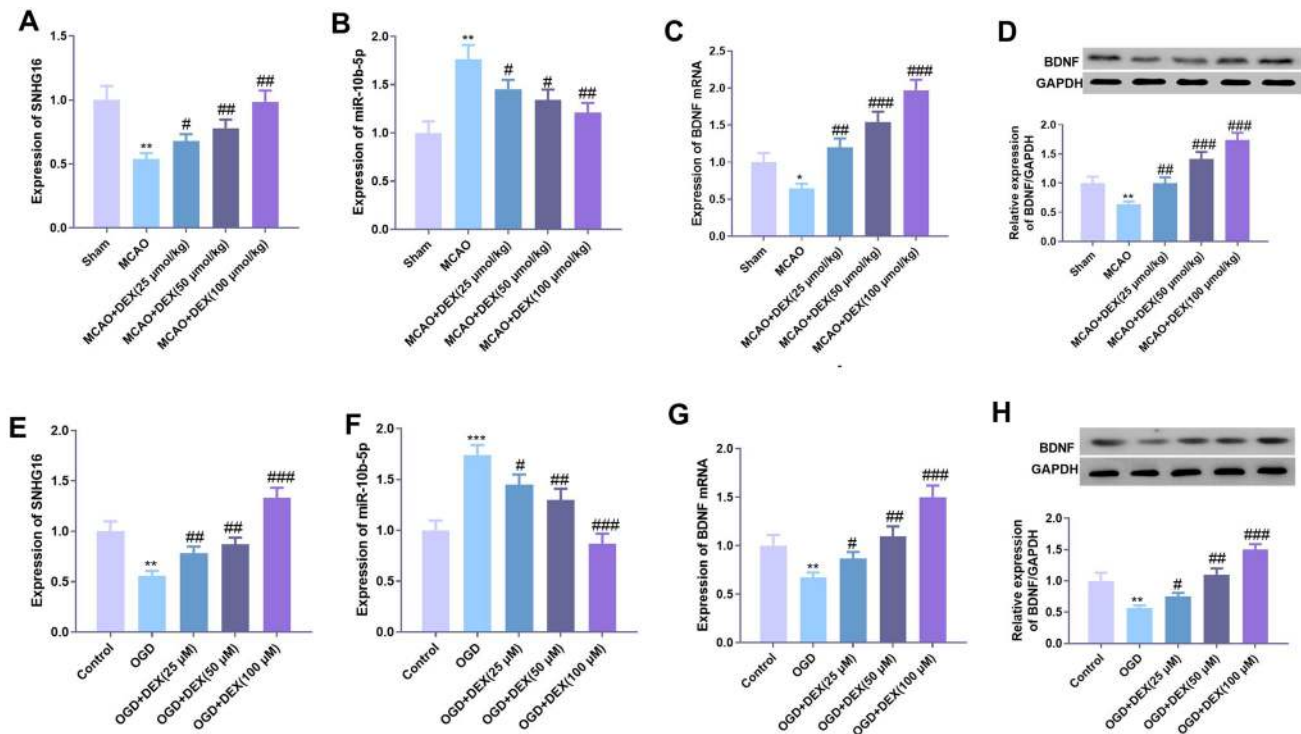 A
Expression of SNHG16
1.5
1.0
0.5
0.0
**
#
##
##
Sham
MCAO
MCAO+DEX(25 μmol/kg)
MCAO+DEX(50 μmol/kg)
MCAO+DEX(100 μmol/kg)
B
Expression of miR-10b-5p
2.0
1.5
1.0
0.5
0.0
**
#
#
##
Sham
MCAO
MCAO+DEX(25 μmol/kg)
MCAO+DEX(50 μmol/kg)
MCAO+DEX(100 μmol/kg)
C
Expression of BDNF mRNA
2.5
2.0
1.5
1.0
0.5
0.0
*
##
###
###
Sham
MCAO
MCAO+DEX(25 μmol/kg)
MCAO+DEX(50 μmol/kg)
MCAO+DEX(100 μmol/kg)
-
D
BDNF
GAPDH
Relative expression
of BDNF/GAPDH
2.0
1.5
1.0
0.5
0.0
**
##
###
###
Sham
MCAO
MCAO+DEX(25 μmol/kg)
MCAO+DEX(50 μmol/kg)
MCAO+DEX(100 μmol/kg)
E
Expression of SNHG16
2.0
1.5
1.0
0.5
0.0
**
##
##
###
Control
OGD
OGD+DEX(25 μM)
OGD+DEX(50 μM)
OGD+DEX(100 μM)
F
Expression of miR-10b-5p
2.0
1.5
1.0
0.5
0.0
***
#
##
###
Control
OGD
OGD+DEX(25 μM)
OGD+DEX(50 μM)
OGD+DEX(100 μM)
G
Expression of BDNF mRNA
2.0
1.5
1.0
0.5
0.0
**
#
##
###
Control
OGD
OGD+DEX(25 μM)
OGD+DEX(50 μM)
OGD+DEX(100 μM)
H
BDNF
GAPDH
Relative expression
of BDNF/GAPDH
2.0
1.5
1.0
0.5
0.0
**
#
##
###
Control
OGD
OGD+DEX(25 μM)
OGD+DEX(50 μM)
OGD+DEX(100 μM)